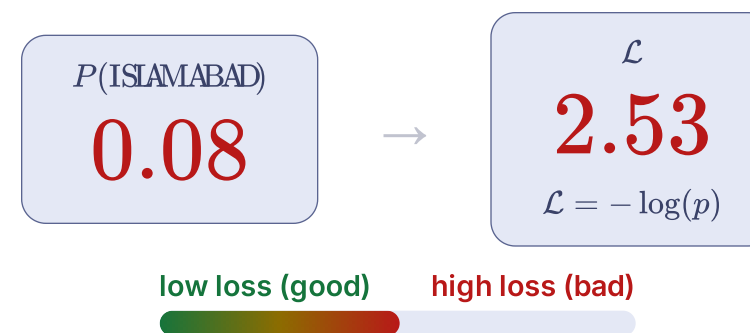 P(ISLAMABAD)
0.08
→
ℒ
2.53
ℒ = − log(p)
low loss (good) high loss (bad)